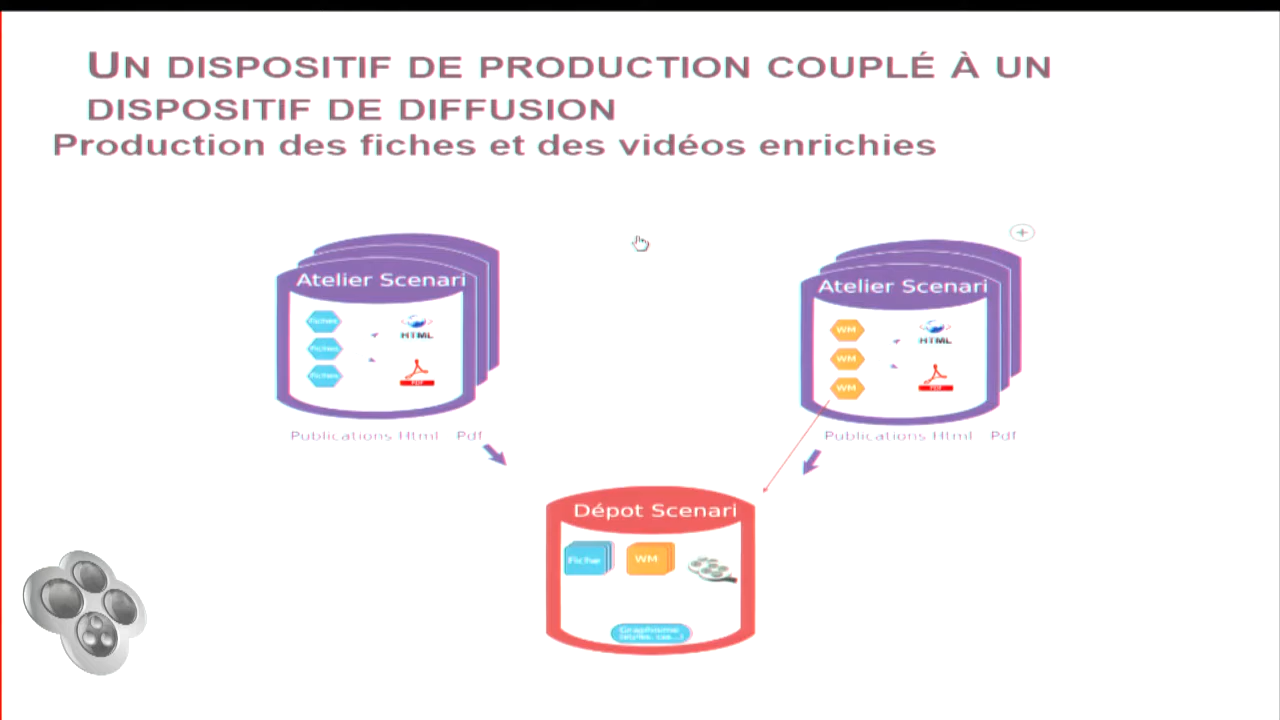 UN DISPOSITIF DE PRODUCTION COUPLÉ À UN
DISPOSITIF DE DIFFUSION
Production des fiches et des vidéos enrichies
Atelier Scenari
Fiches
Fiches
Fiches
HTML
PDF
Publications Html Pdf
Atelier Scenari
WM
WM
WM
HTML
PDF
Publications Html Pdf
Dépot Scenari
Fiche
WM
Graphisme